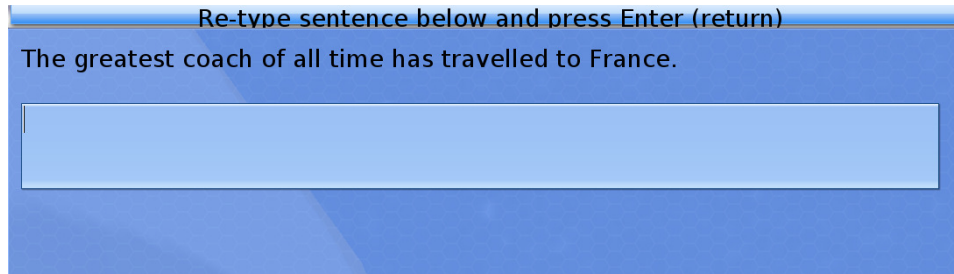 Re-type sentence below and press Enter (return)
The greatest coach of all time has travelled to France.